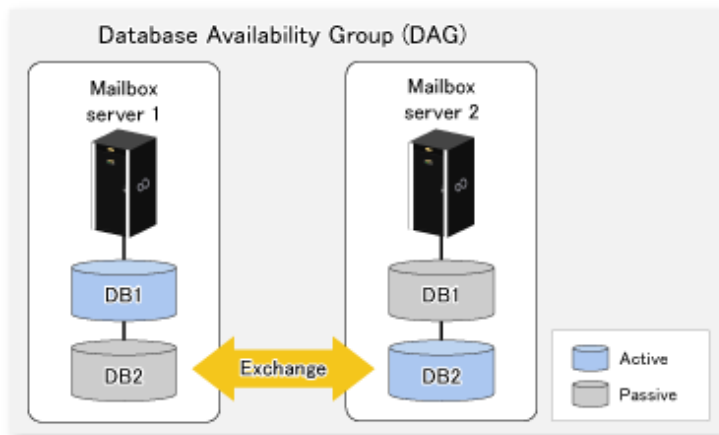 Database Availability Group (DAG)
Mailbox
server 1
Mailbox
server 2
DB1
DB2
DB1
DB2
Exchange
Active
Passive